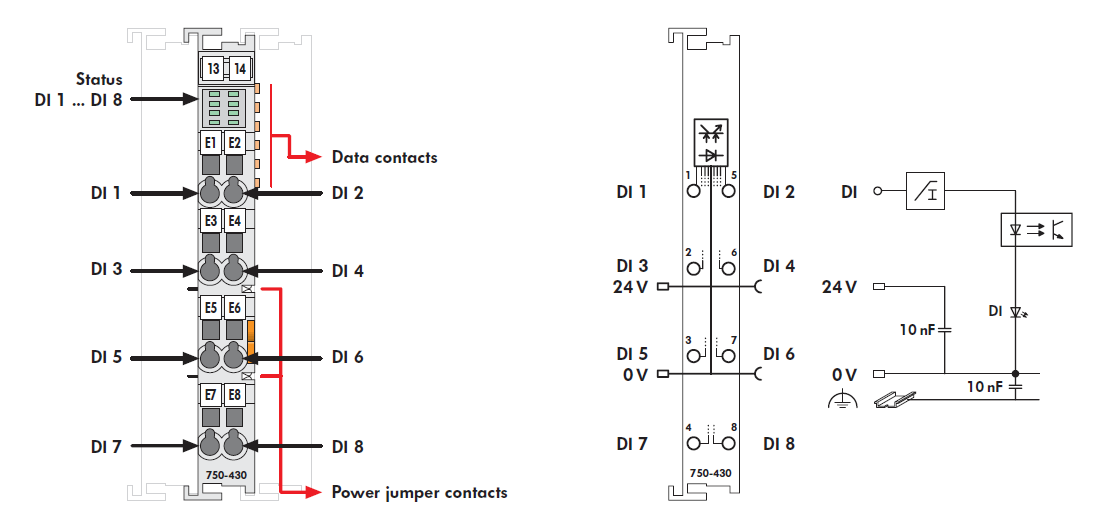 13 14
Status
DI 1 ... DI 8
E1 E2
Data contacts
DI 1 DI 2
E3 E4
DI 3 DI 4
E5 E6
DI 5 DI 6
E7 E8
DI 7 DI 8
750-430
Power jumper contacts
1 5
DI 1 DI 2
2 6
DI 3 DI 4
24 V
3 7
DI 5 DI 6
0 V
4 8
DI 7 DI 8
750-430
DI
I
24 V
DI
10 nF
0 V
10 nF